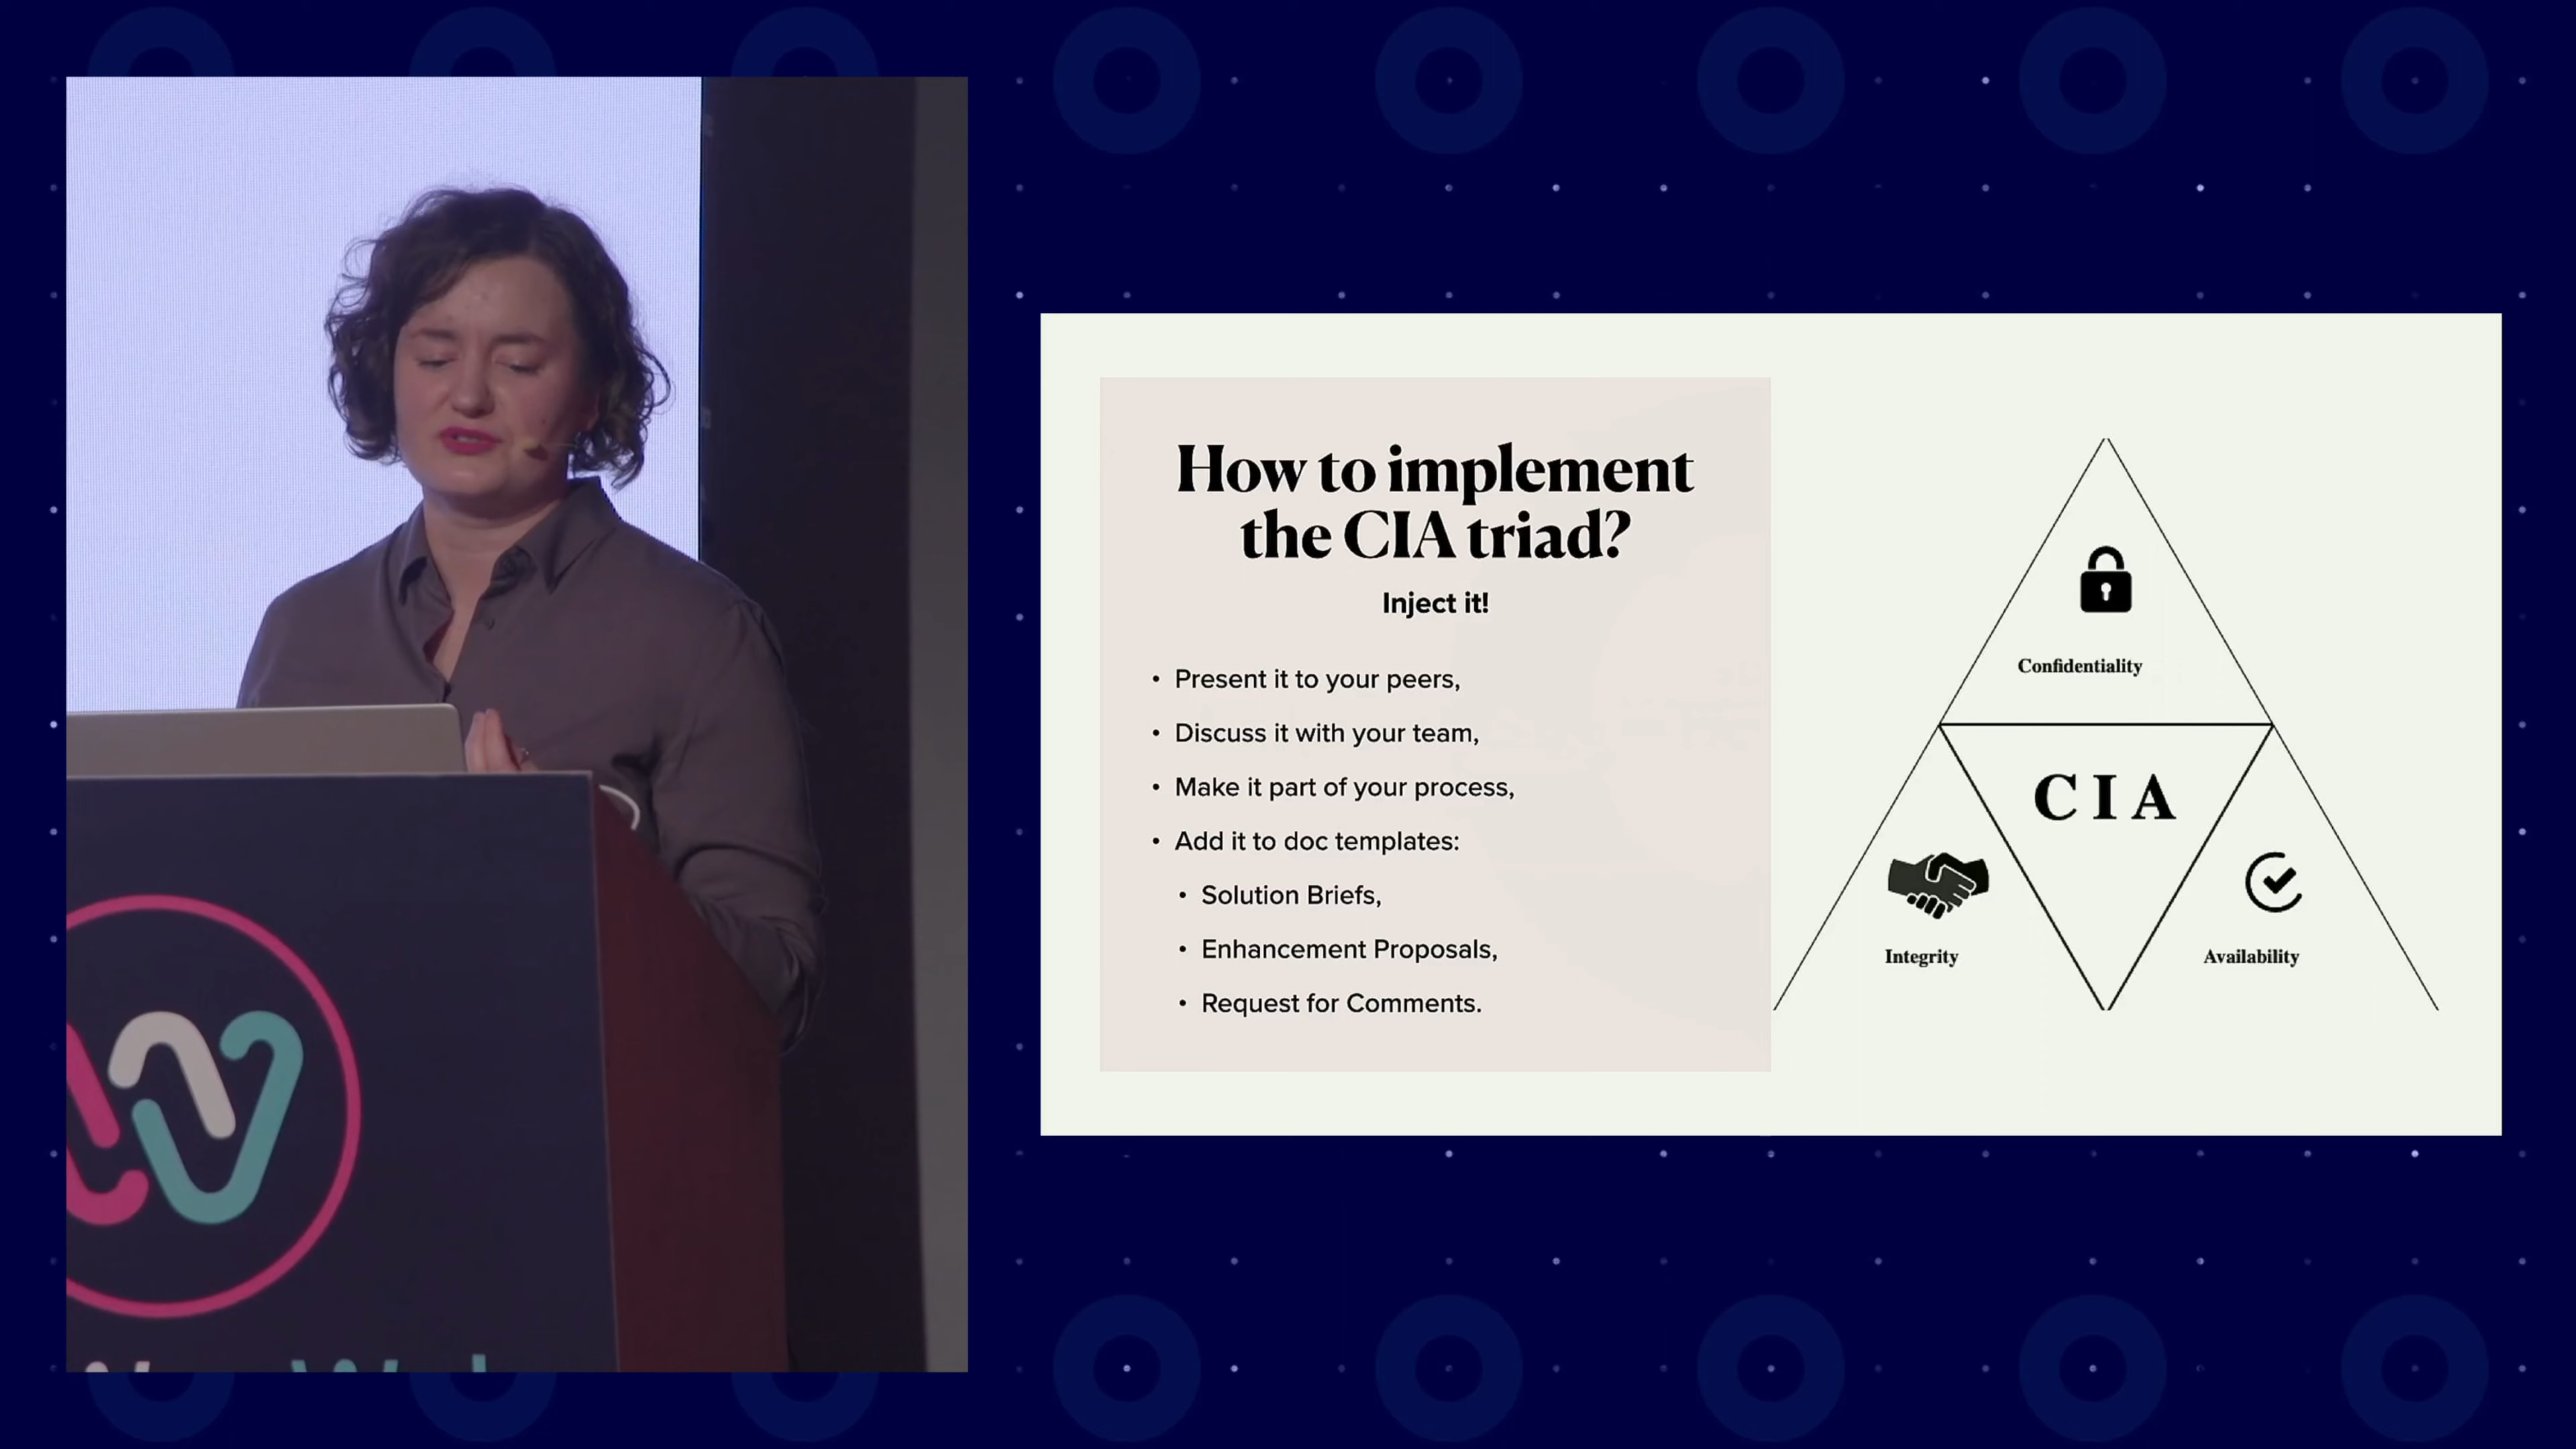 How to implement
the CIA triad?
Inject it!
• Present it to your peers,
• Discuss it with your team,
• Make it part of your process,
• Add it to doc templates:
• Solution Briefs,
• Enhancement Proposals,
• Request for Comments.
Confidentiality
CIA
Integrity
Availability